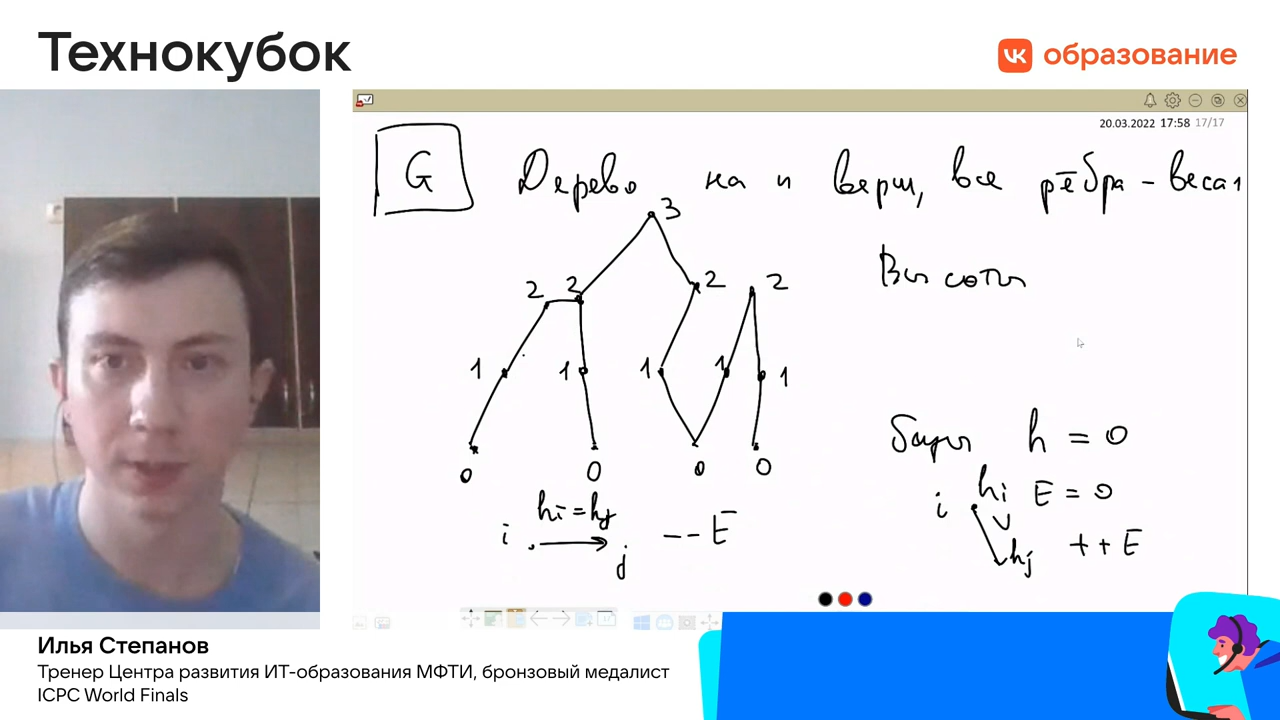 Технокубок
VK образование
20.03.2022 17:58 17/17
G Дерево на n верш, все рёбра - веса 1
3
2 2 2 2
Высоты
1 1 1 1 1
0 0 0 0
h = 0
i hi E = 0
v
hj ++E
hi = hj
i → j --E
Илья Степанов
Тренер Центра развития ИТ-образования МФТИ, бронзовый медалист
ICPC World Finals